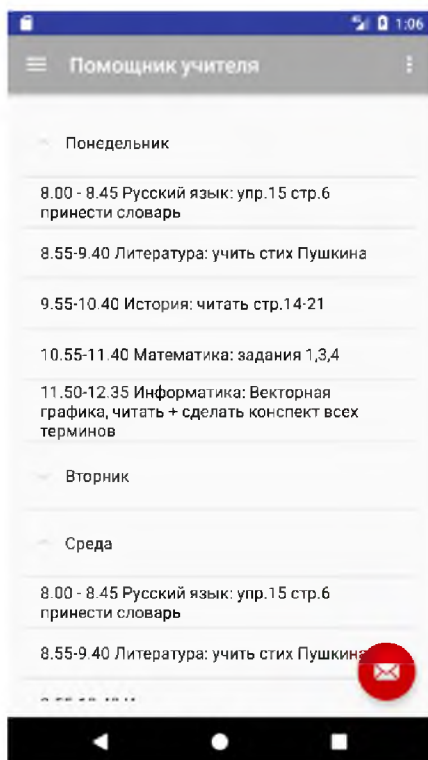 1:06
Помощник учителя
Понедельник
8.00 - 8.45 Русский язык: упр.15 стр.6
принести словарь
8.55-9.40 Литература: учить стих Пушкина
9.55-10.40 История: читать стр.14-21
10.55-11.40 Математика: задания 1,3,4
11.50-12.35 Информатика: Векторная
графика, читать + сделать конспект всех
терминов
Вторник
Среда
8.00 - 8.45 Русский язык: упр.15 стр.6
принести словарь
8.55-9.40 Литература: учить стих Пушкина